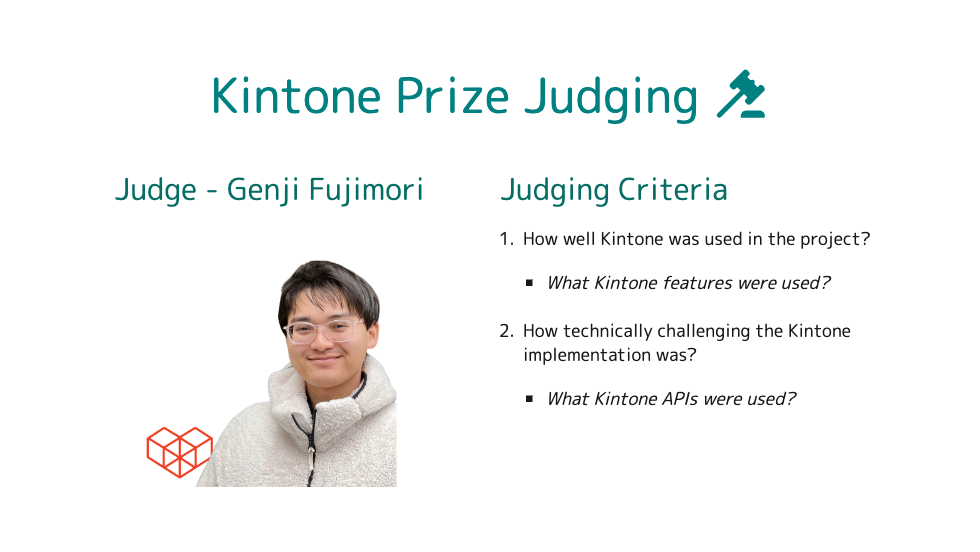 Kintone Prize Judging
Judge - Genji Fujimori
Judging Criteria
1. How well Kintone was used in the project?
▪ What Kintone features were used?
2. How technically challenging the Kintone
implementation was?
▪ What Kintone APIs were used?